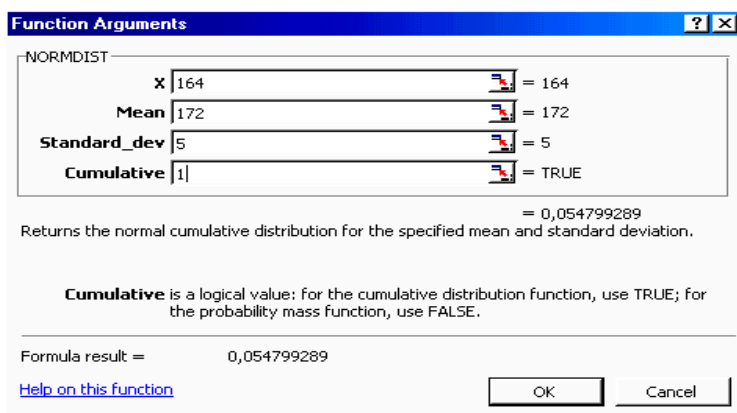 Function Arguments
NORMDIST
X 164 = 164
Mean 172 = 172
Standard_dev 5 = 5
Cumulative 1 = TRUE
= 0,054799289
Returns the normal cumulative distribution for the specified mean and standard deviation.
Cumulative is a logical value: for the cumulative distribution function, use TRUE; for
the probability mass function, use FALSE.
Formula result = 0,054799289
Help on this function OK Cancel